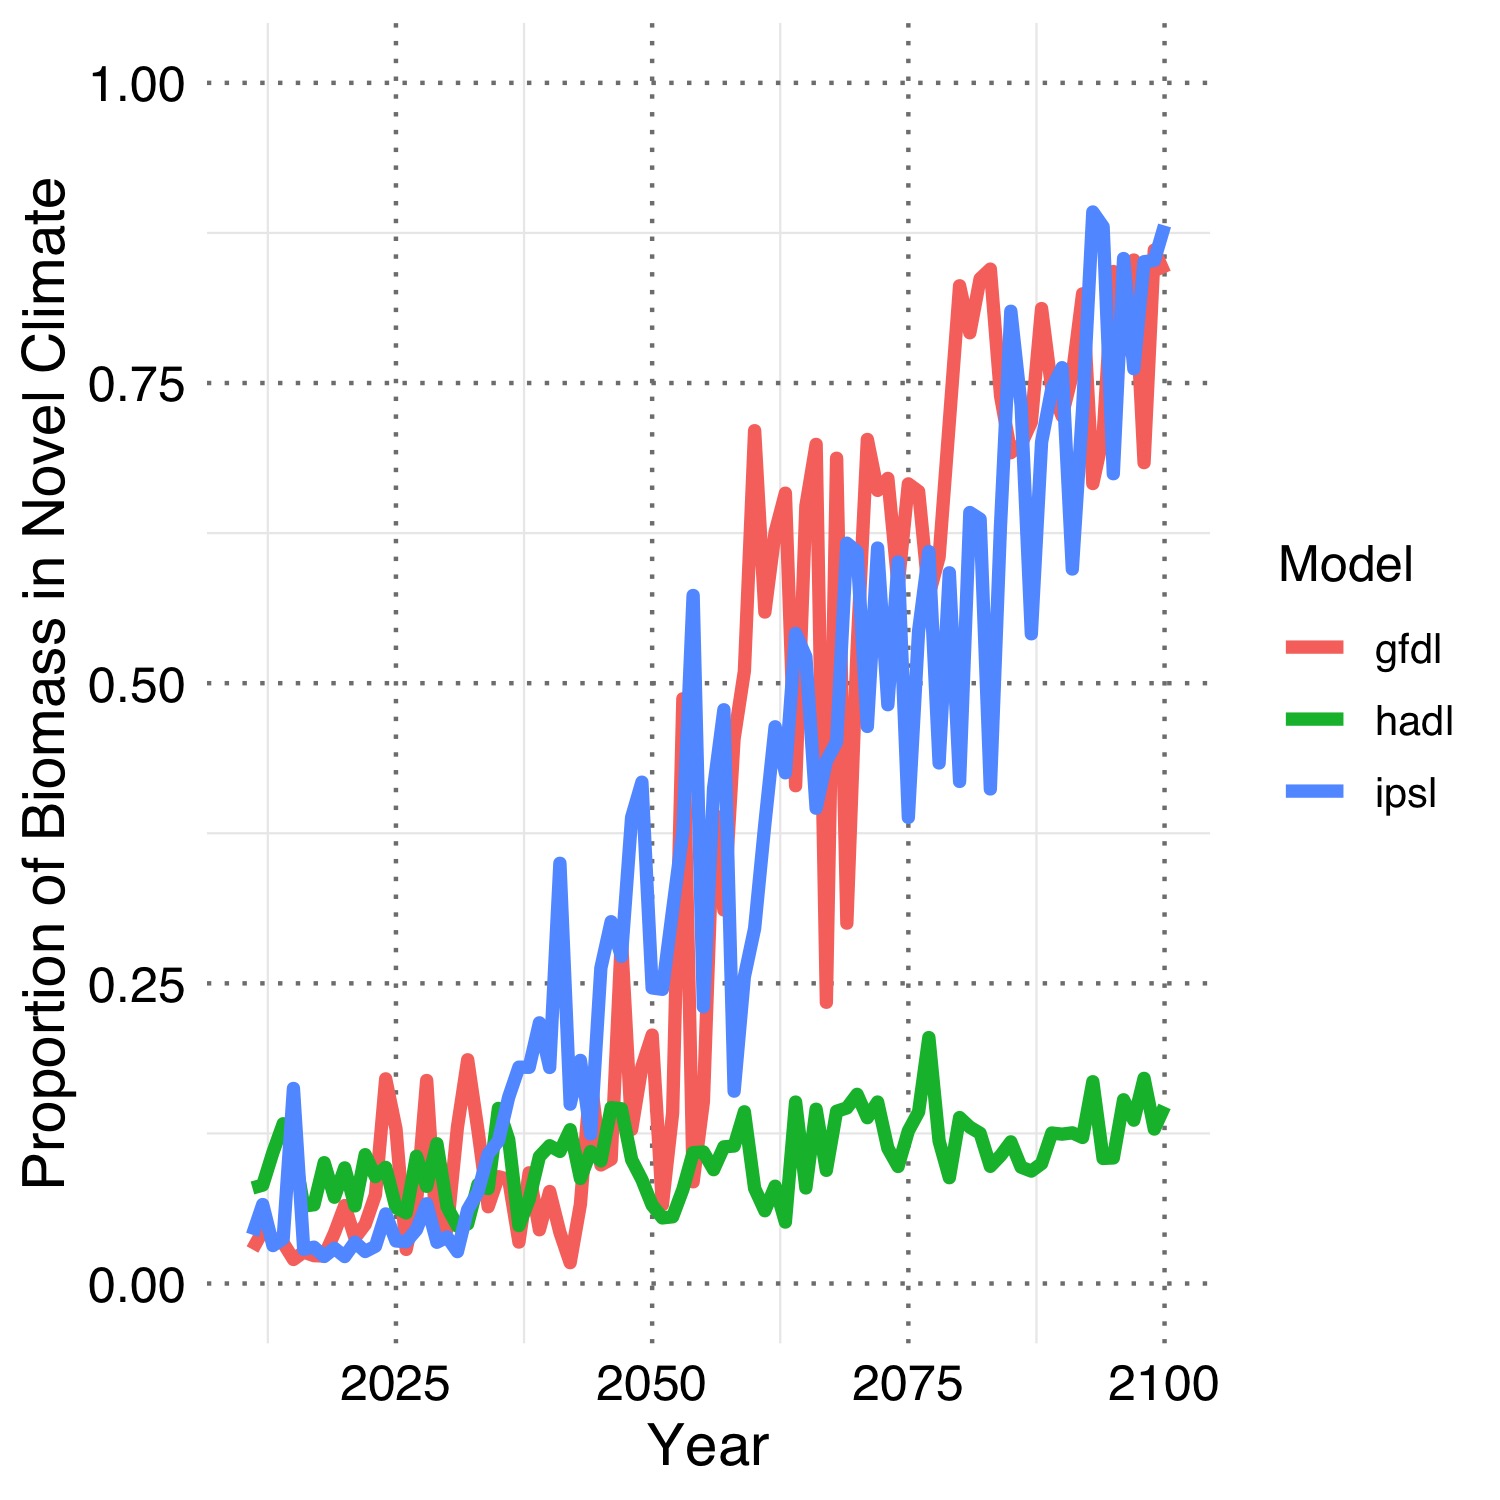 Proportion of Biomass in Novel Climate
1.00
0.75
0.50
0.25
0.00
2025 2050 2075 2100
Year
Model
gfdl
hadl
ipsl